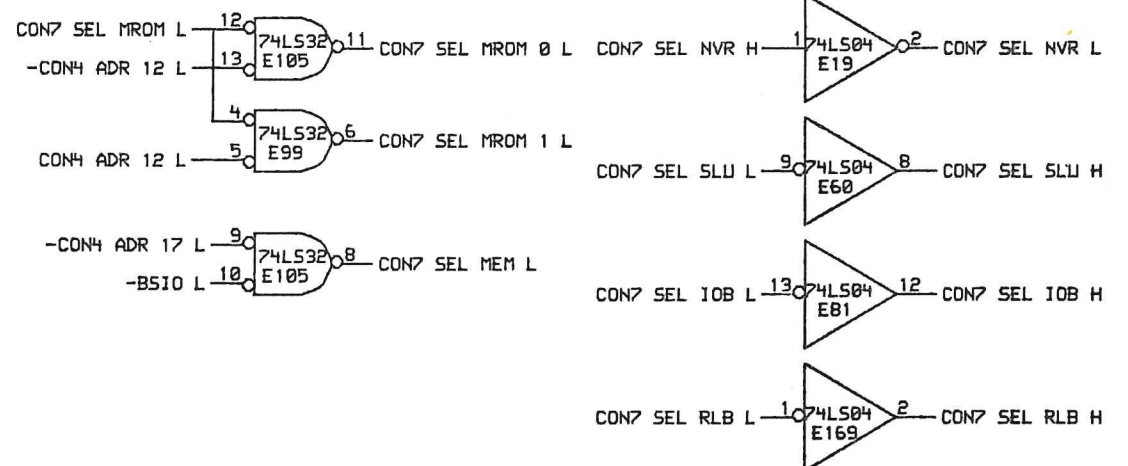 CON7 SEL MROM L 12 74LS32 11 CON7 SEL MROM 0 L
-CON4 ADR 12 L 13 E105
4 74LS32 6 CON7 SEL MROM 1 L
CON4 ADR 12 L 5 E99
-CON4 ADR 17 L 9 74LS32 8 CON7 SEL MEM L
-BSIO L 10 E105
CON7 SEL NVR H 1 74LS04 2 CON7 SEL NVR L
E19
CON7 SEL SLU L 9 74LS04 8 CON7 SEL SLU H
E60
CON7 SEL IOB L 13 74LS04 12 CON7 SEL IOB H
E81
CON7 SEL RLB L 1 74LS04 2 CON7 SEL RLB H
E169